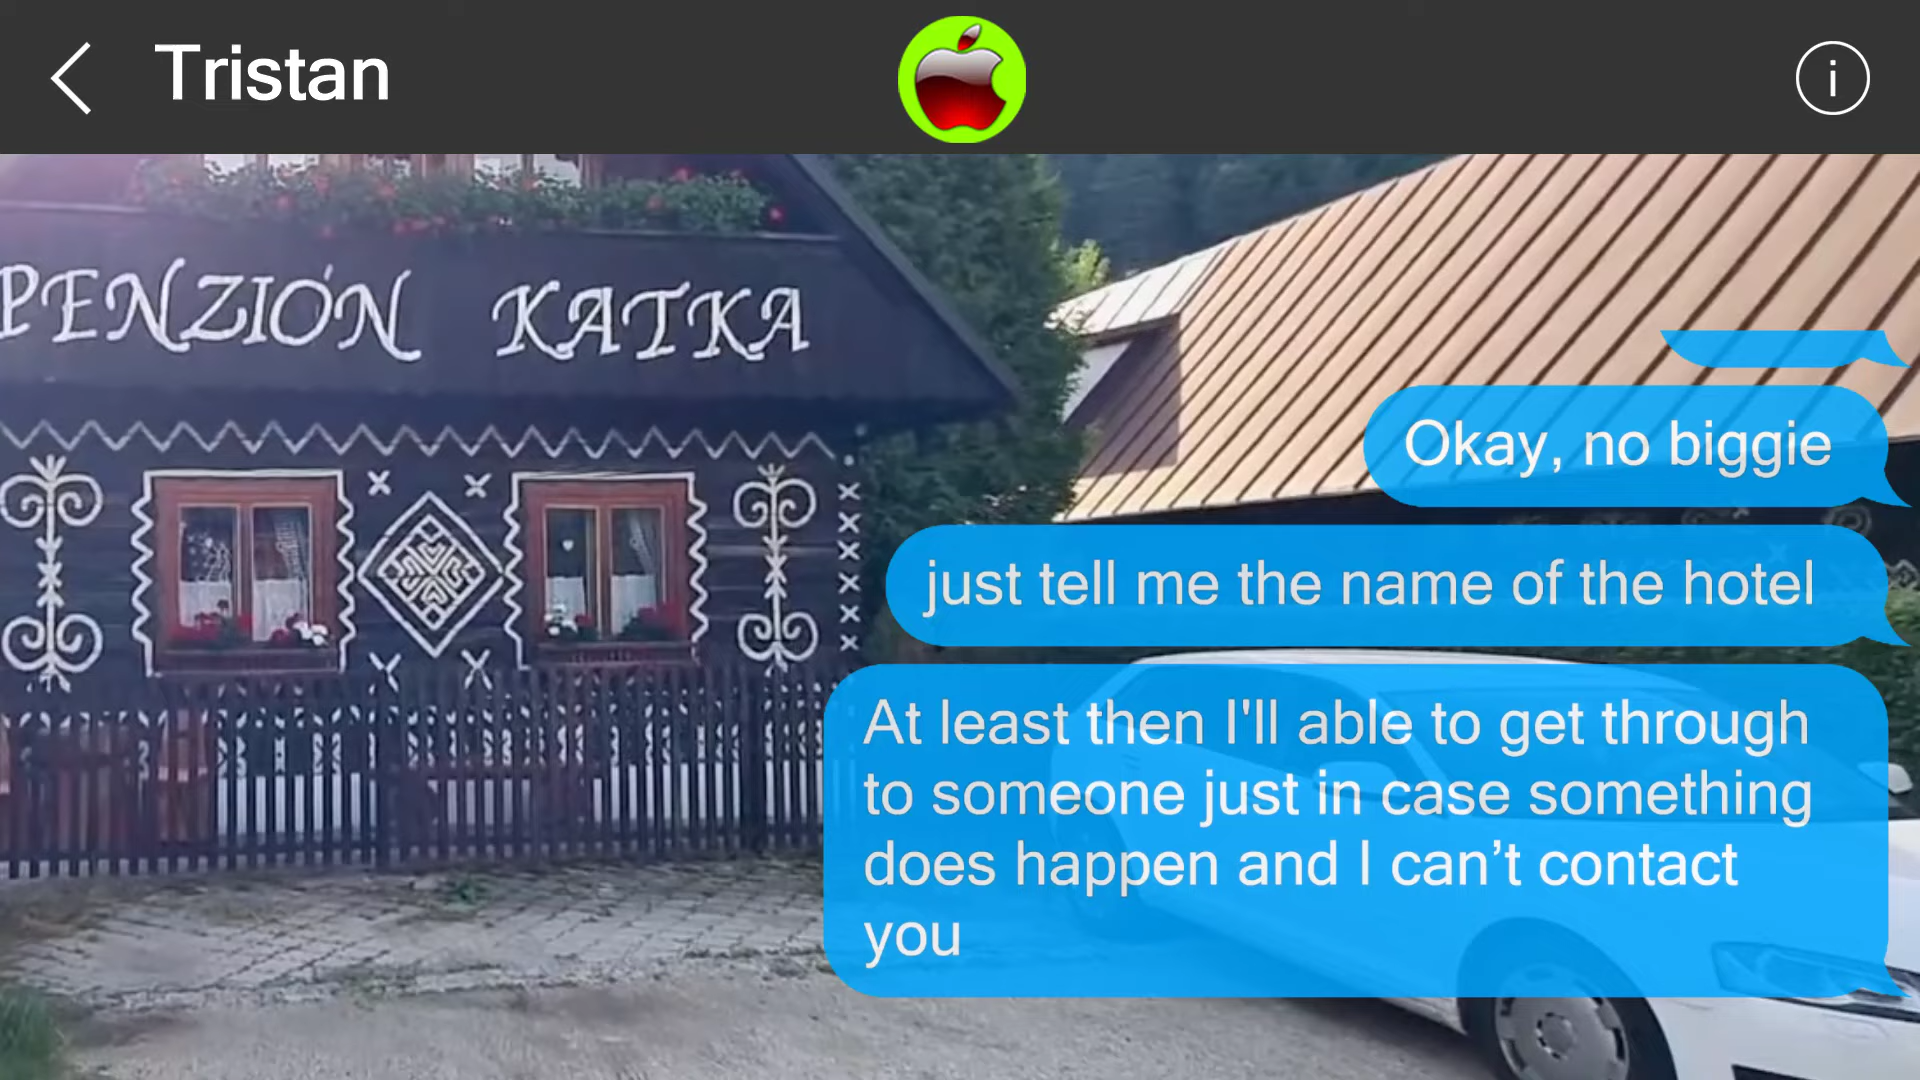 Tristan
PENZIÓN KATKA
Okay, no biggie
just tell me the name of the hotel
At least then I'll able to get through
to someone just in case something
does happen and I can’t contact
you